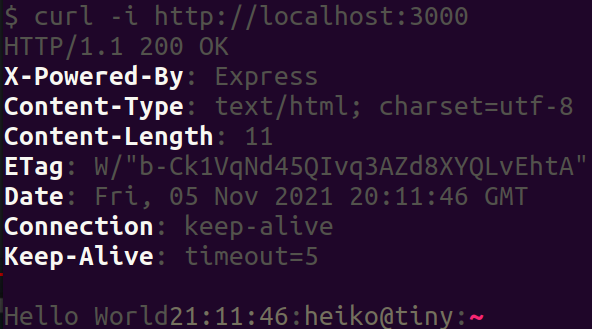 $ curl -i http://localhost:3000
HTTP/1.1 200 OK
X-Powered-By: Express
Content-Type: text/html; charset=utf-8
Content-Length: 11
ETag: W/"b-Ck1VqNd45QIvq3AZd8XYQLvEhtA"
Date: Fri, 05 Nov 2021 20:11:46 GMT
Connection: keep-alive
Keep-Alive: timeout=5
Hello World21:11:46:heiko@tiny:~